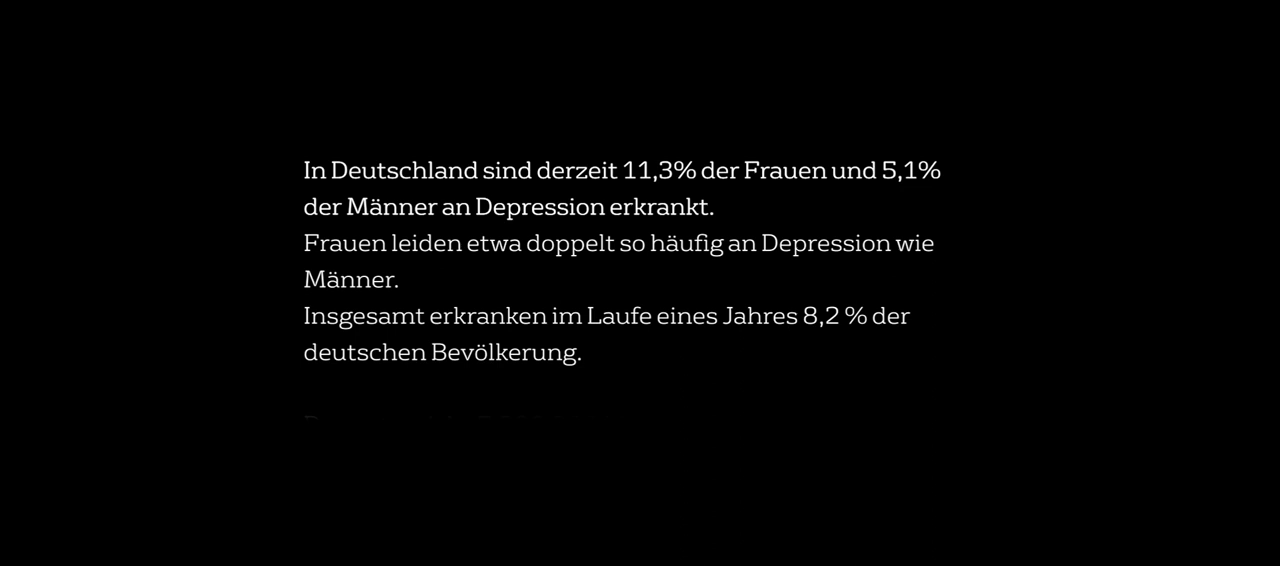 In Deutschland sind derzeit 11,3% der Frauen und 5,1%
der Männer an Depression erkrankt.
Frauen leiden etwa doppelt so häufig an Depression wie
Männer.
Insgesamt erkranken im Laufe eines Jahres 8,2 % der
deutschen Bevölkerung.